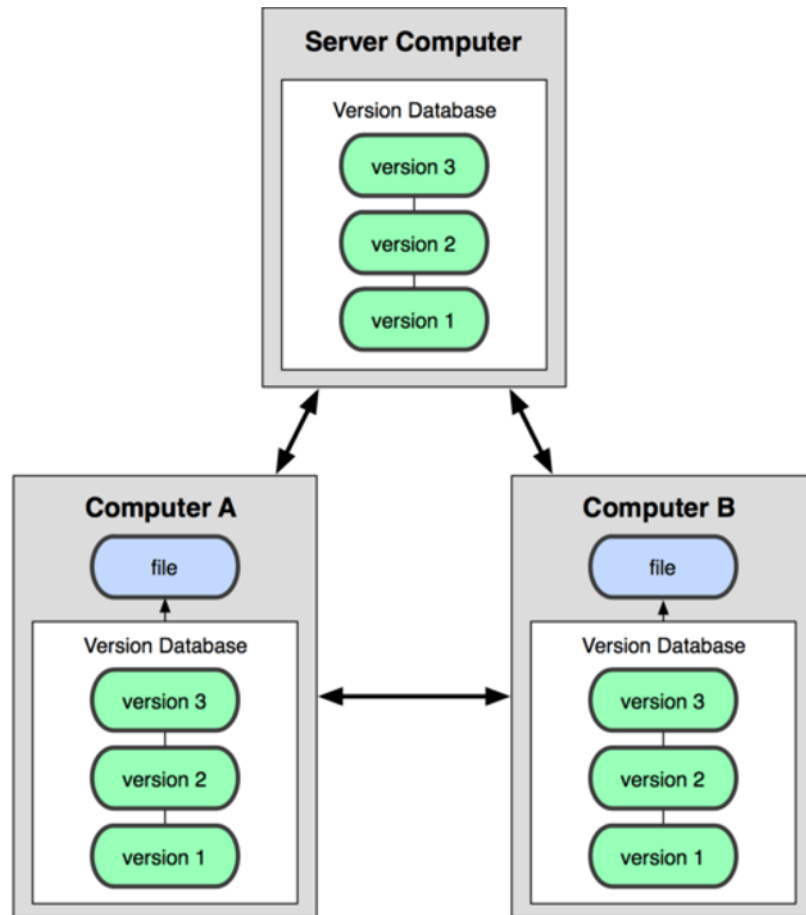 Server Computer
Version Database
version 3
version 2
version 1
Computer A
file
Version Database
version 3
version 2
version 1
Computer B
file
Version Database
version 3
version 2
version 1